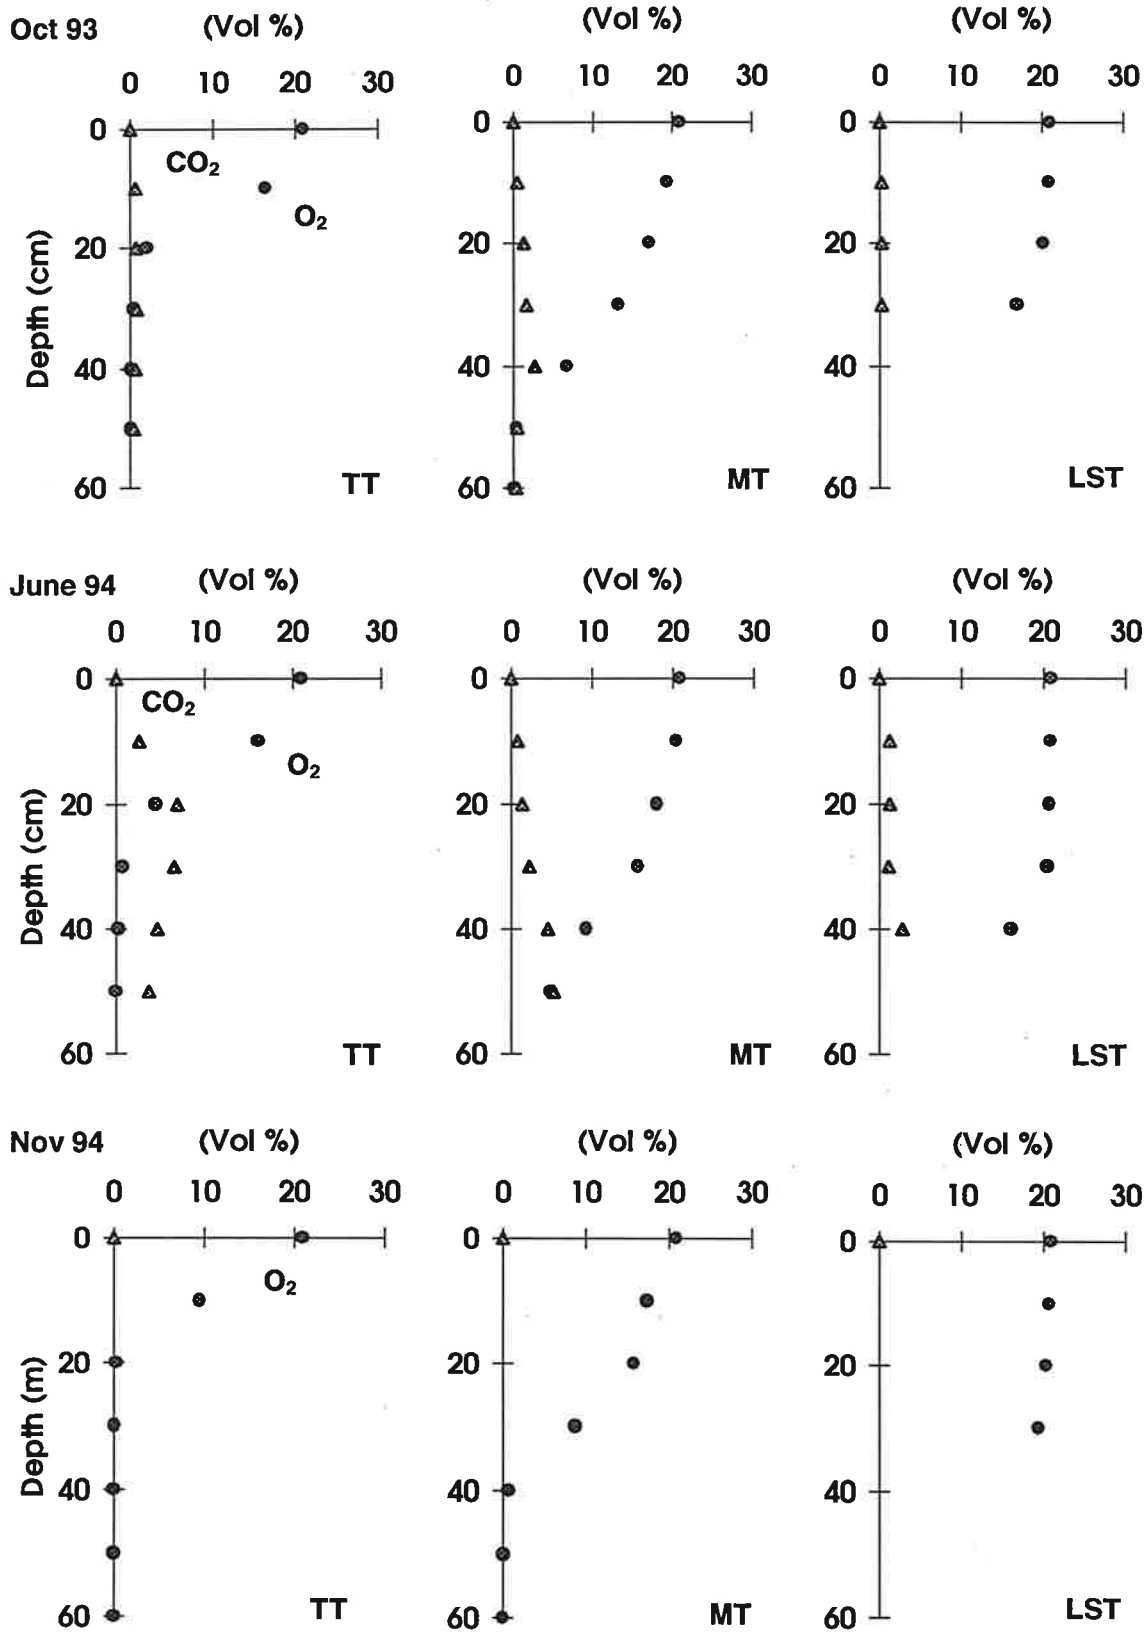 Oct 93 (Vol %) (Vol %) (Vol %)
0 10 20 30 0 10 20 30 0 10 20 30
0 0 0
CO₂
O₂
20 20 20
Depth (cm)
40 40 40
60 TT 60 MT 60 LST
June 94 (Vol %) (Vol %) (Vol %)
0 10 20 30 0 10 20 30 0 10 20 30
0 0 0
CO₂
O₂
20 20 20
Depth (cm)
40 40 40
60 TT 60 MT 60 LST
Nov 94 (Vol %) (Vol %) (Vol %)
0 10 20 30 0 10 20 30 0 10 20 30
0 0 0
O₂
20 20 20
Depth (m)
40 40 40
60 TT 60 MT 60 LST